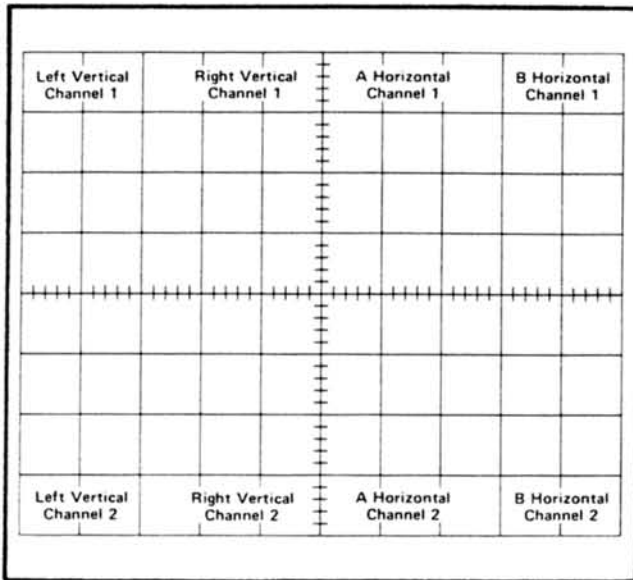 Left Vertical Right Vertical A Horizontal B Horizontal
Channel 1 Channel 1 Channel 1 Channel 1
Left Vertical Right Vertical A Horizontal B Horizontal
Channel 2 Channel 2 Channel 2 Channel 2